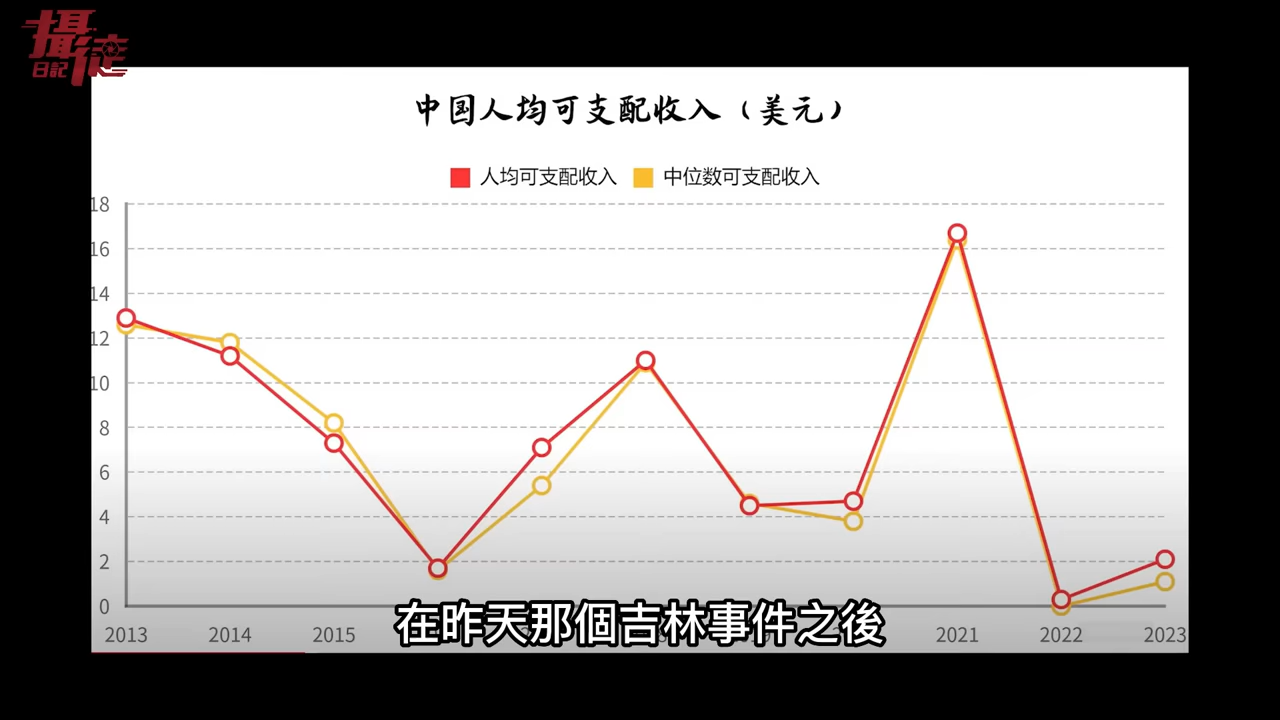 攝徒
日記
中国人均可支配收入（美元）
人均可支配收入 中位数可支配收入
18
16
14
12
10
8
6
4
2
0
2013 2014 2015 2021 2022 2023
在昨天那個吉林事件之後